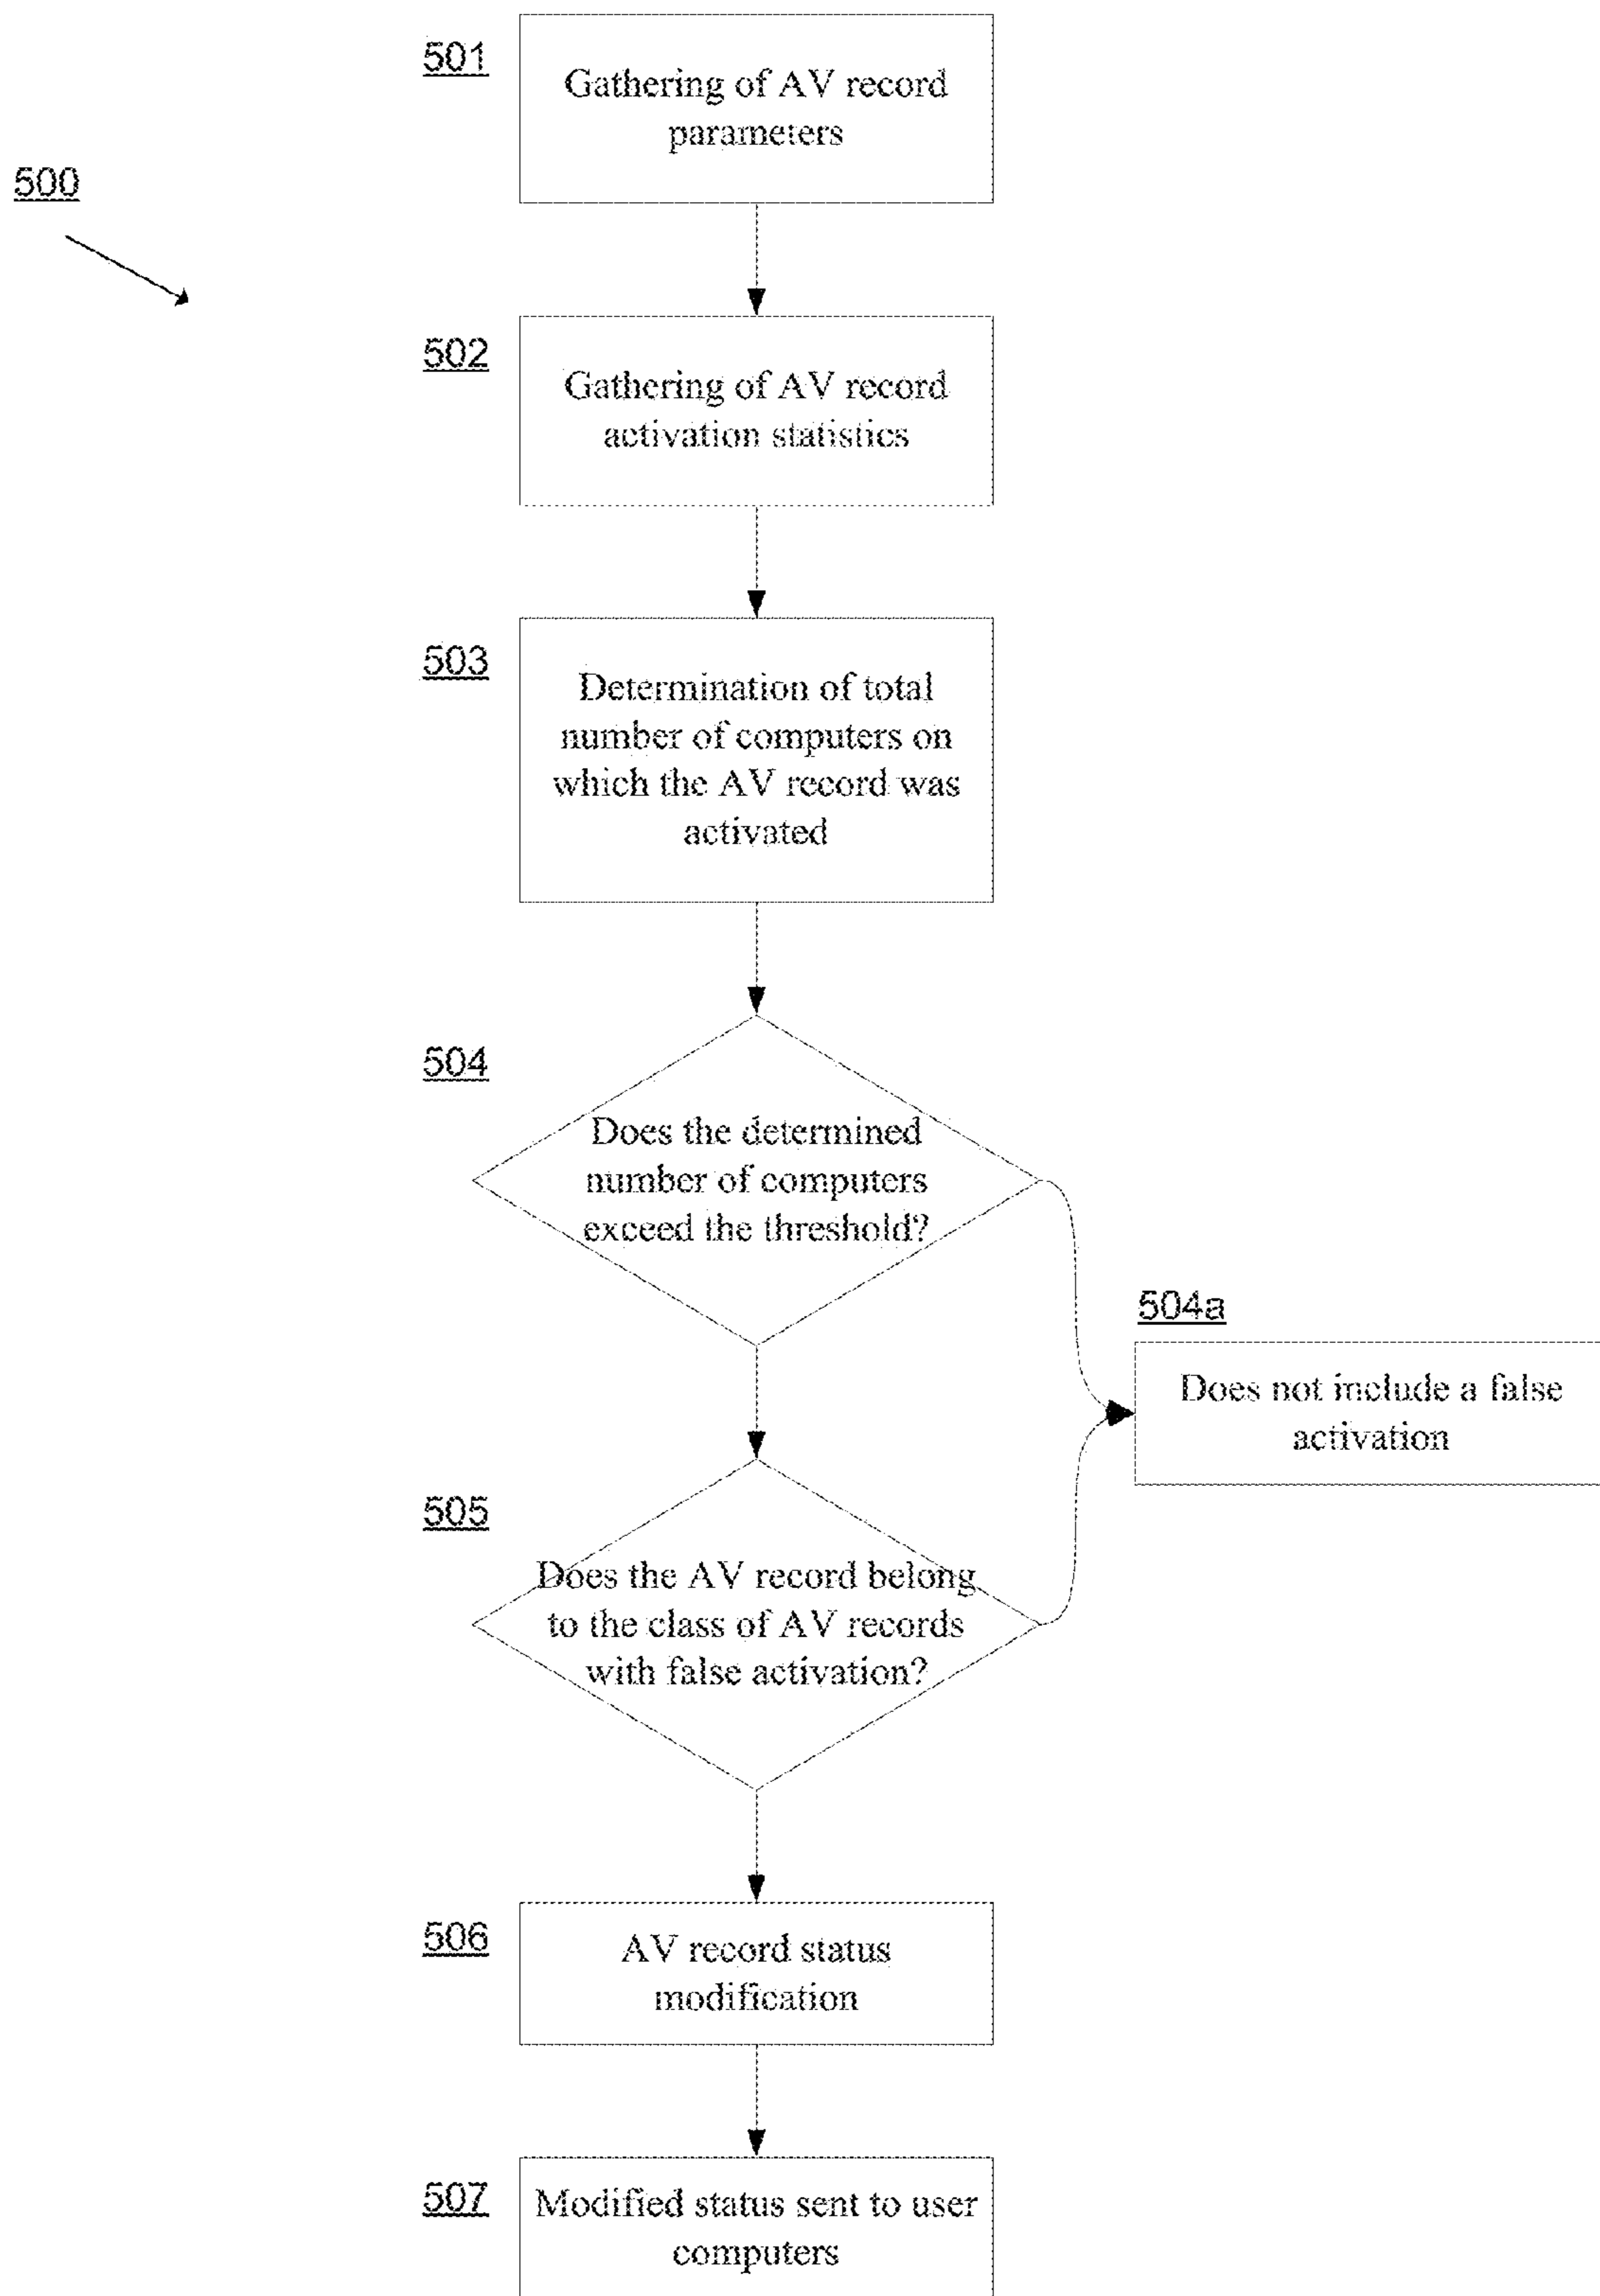 501
Gathering of AV record
parameters
500
502
Gathering of AV record
activation statistics
503
Determination of total
number of computers on
which the AV record was
activated
504
Does the determined
number of computers
exceed the threshold?
504a
Does not include a false
activation
505
Does the AV record belong
to the class of AV records
with false activation?
506
AV record status
modification
507
Modified status sent to user
computers